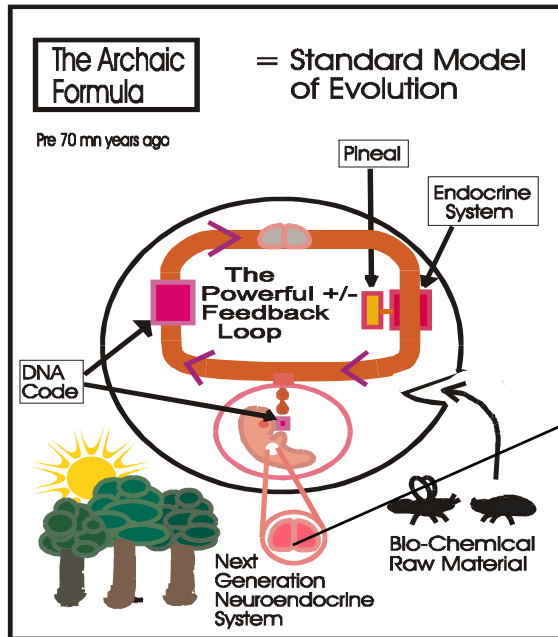 The Archaic
Formula
= Standard Model
of Evolution
Pre 70 mn years ago
Pineal
Endocrine
System
The
Powerful +/-
Feedback
Loop
DNA
Code
Bio-Chemical
Raw Material
Next
Generation
Neuroendocrine
System